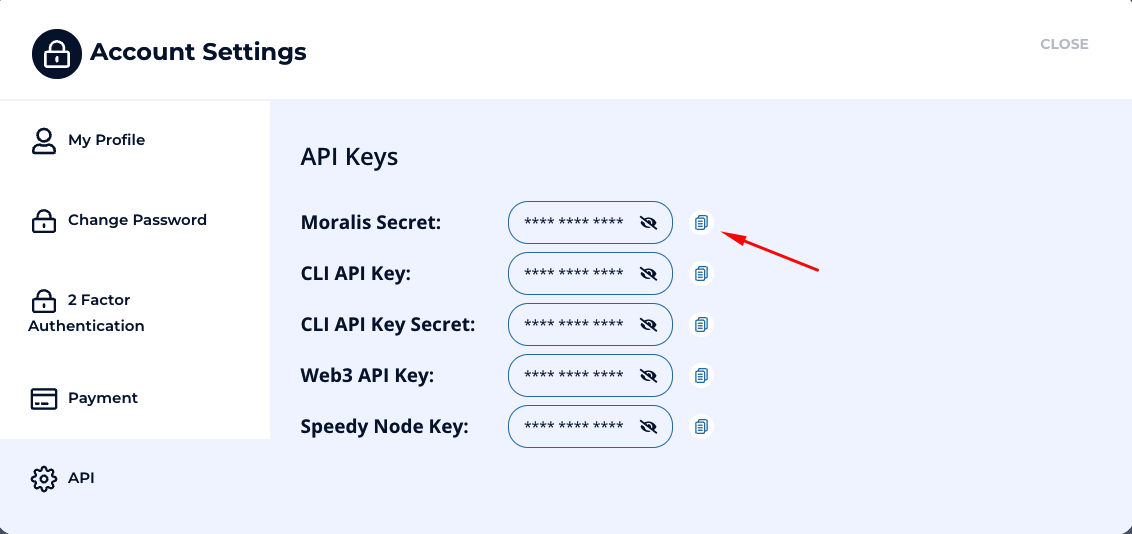 Account Settings
CLOSE
My Profile
Change Password
2 Factor
Authentication
Payment
API
API Keys
Moralis Secret: **** **** ****
CLI API Key: **** **** ****
CLI API Key Secret: **** **** ****
Web3 API Key: **** **** ****
Speedy Node Key: **** **** ****